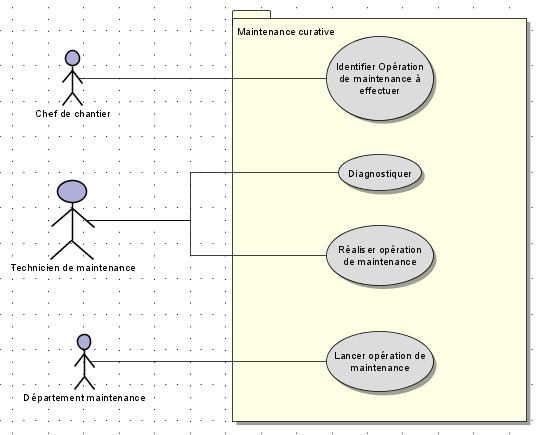 Maintenance curative
Identifier Opération
de maintenance à
effectuer
Chef de chantier
Diagnostiquer
Technicien de maintenance
Réaliser opération
de maintenance
Lancer opération de
maintenance
Département maintenance